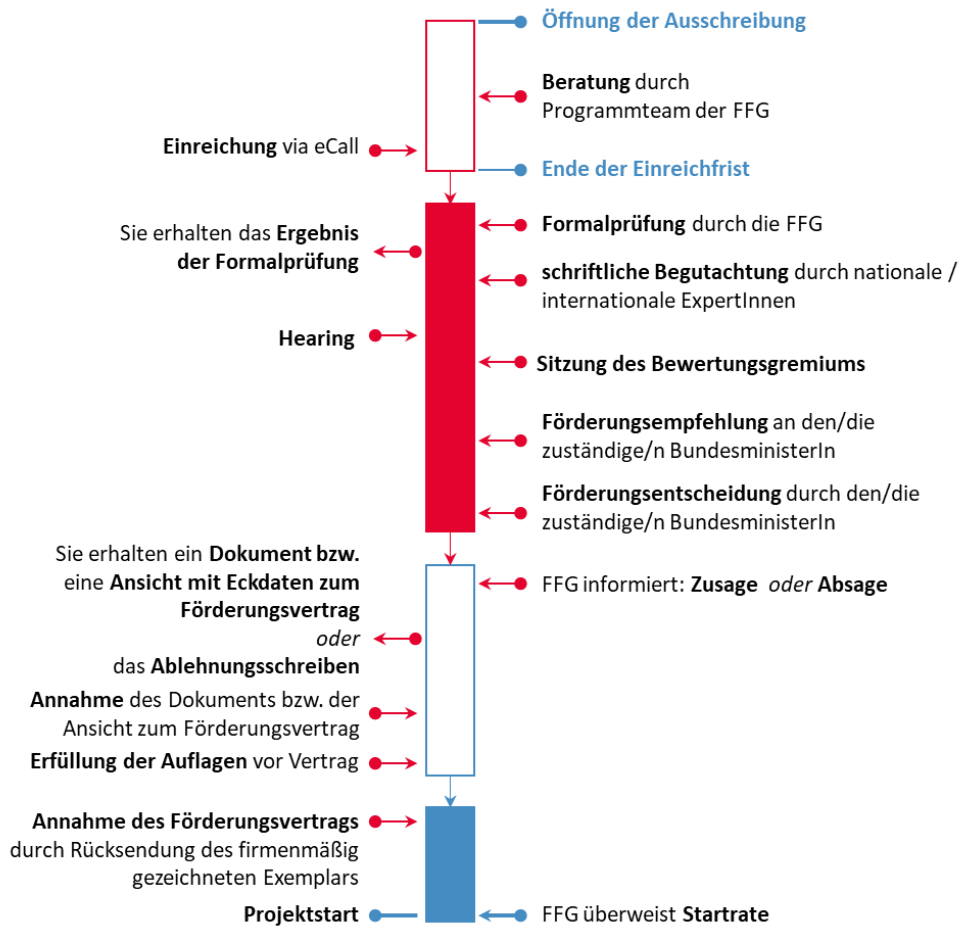 Öffnung der Ausschreibung
Beratung durch
Programmteam der FFG
Einreichung via eCall
Ende der Einreichfrist
Formalprüfung durch die FFG
Sie erhalten das Ergebnis
der Formalprüfung
schriftliche Begutachtung durch nationale /
internationale ExpertInnen
Hearing
Sitzung des Bewertungsgremiums
Förderungsempfehlung an den/die
zuständige/n BundesministerIn
Förderungsentscheidung durch den/die
zuständige/n BundesministerIn
FFG informiert: Zusage oder Absage
Sie erhalten ein Dokument bzw.
eine Ansicht mit Eckdaten zum
Förderungsvertrag
oder
das Ablehnungsschreiben
Annahme des Dokuments bzw. der
Ansicht zum Förderungsvertrag
Erfüllung der Auflagen vor Vertrag
Annahme des Förderungsvertrags
durch Rücksendung des firmenmäßig
gezeichneten Exemplars
Projektstart
FFG überweist Startrate